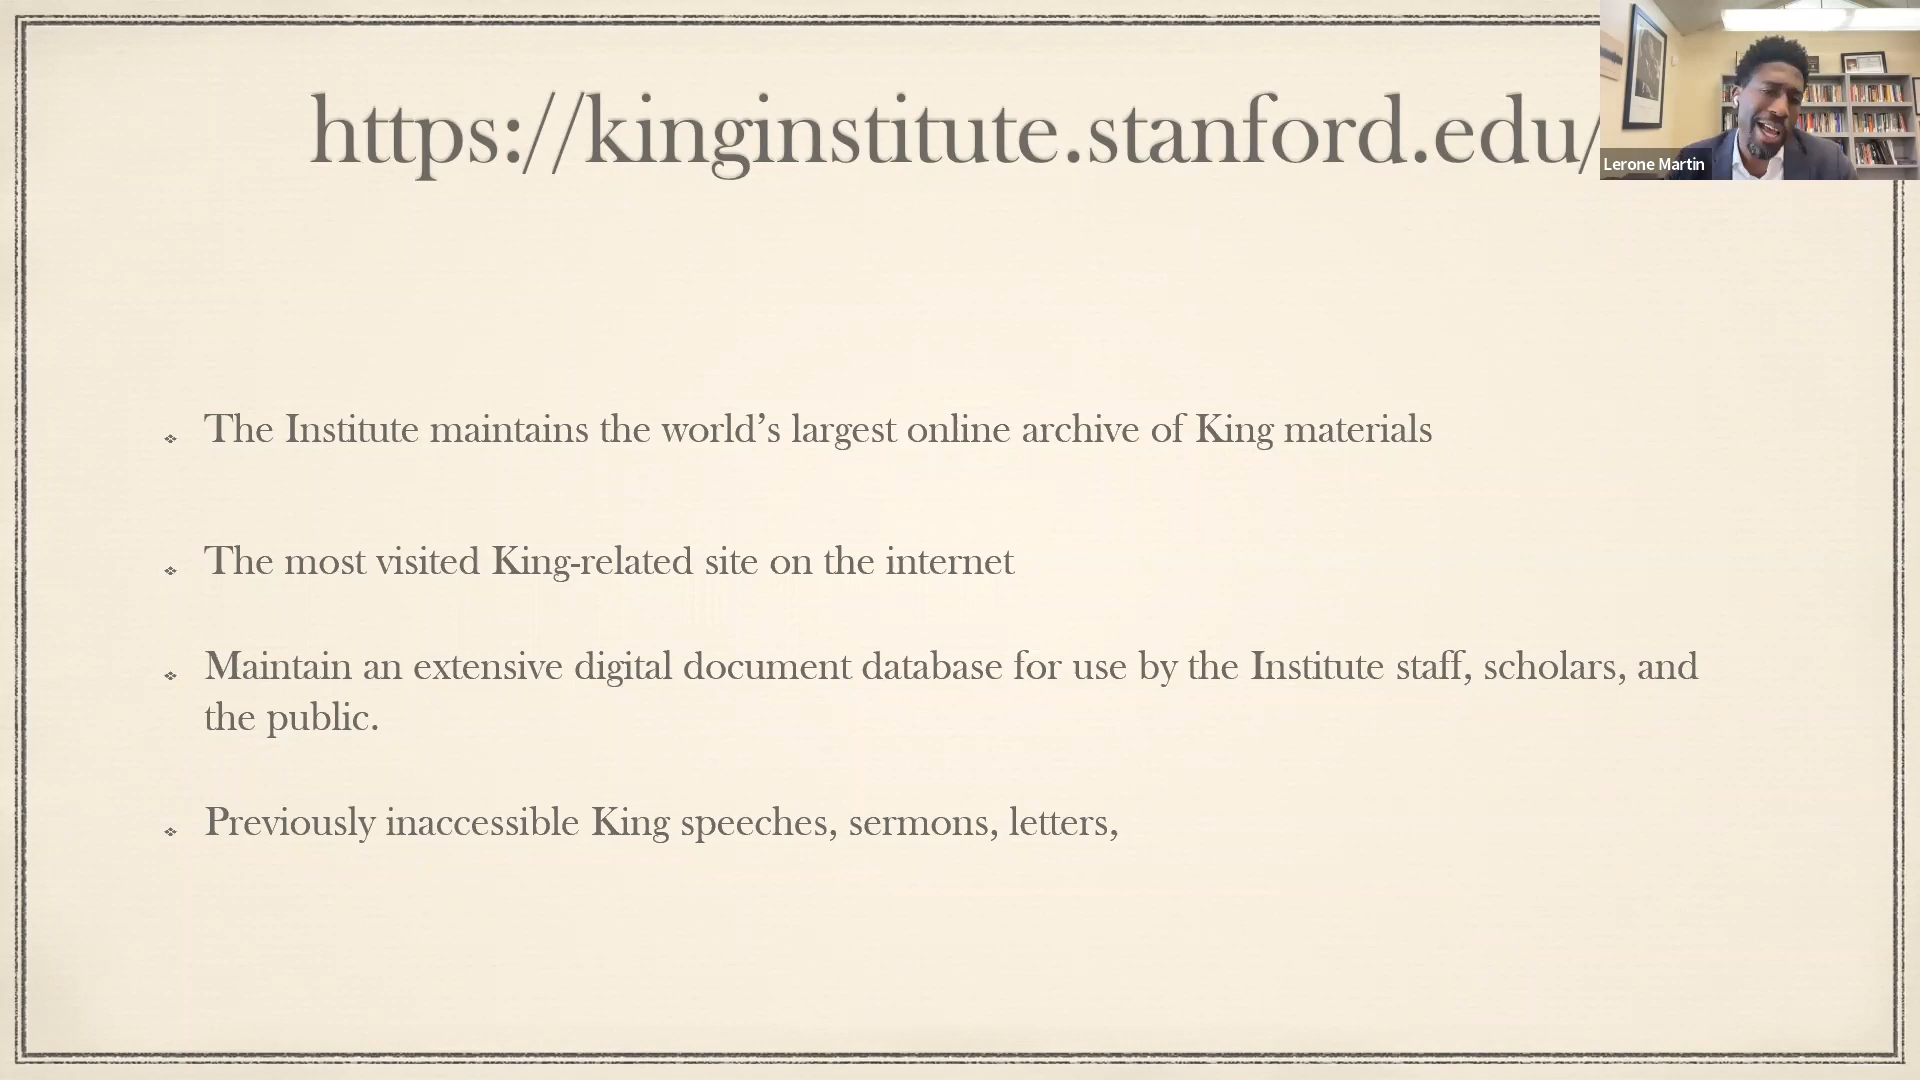 https://kinginstitute.stanford.edu/
Lerone Martin
The Institute maintains the world’s largest online archive of King materials
The most visited King-related site on the internet
Maintain an extensive digital document database for use by the Institute staff, scholars, and
the public.
Previously inaccessible King speeches, sermons, letters,